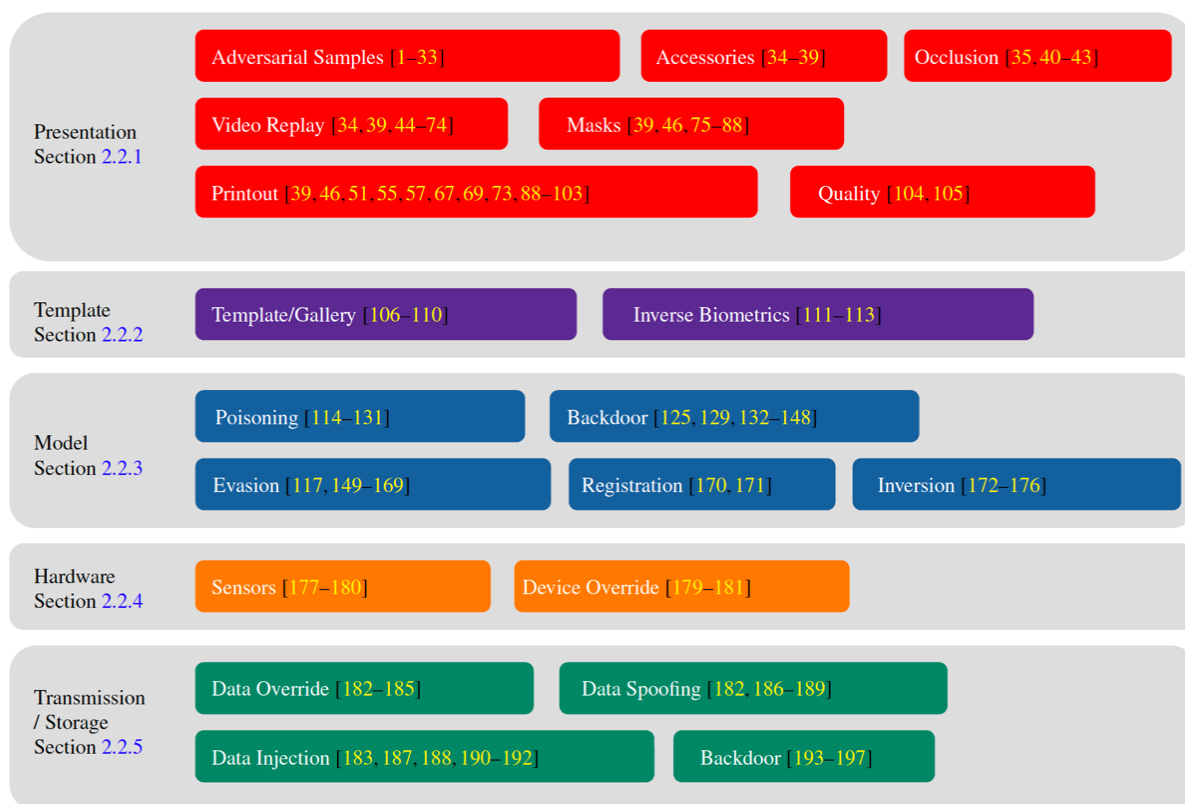 Adversarial Samples [1–33]
Accessories [34–39]
Occlusion [35, 40–43]
Presentation
Section 2.2.1
Video Replay [34, 39, 44–74]
Masks [39, 46, 75–88]
Printout [39, 46, 51, 55, 57, 67, 69, 73, 88–103]
Quality [104, 105]
Template
Section 2.2.2
Template/Gallery [106–110]
Inverse Biometrics [111–113]
Model
Section 2.2.3
Poisoning [114–131]
Backdoor [125, 129, 132–148]
Evasion [117, 149–169]
Registration [170, 171]
Inversion [172–176]
Hardware
Section 2.2.4
Sensors [177–180]
Device Override [179–181]
Transmission
/ Storage
Section 2.2.5
Data Override [182–185]
Data Spoofing [182, 186–189]
Data Injection [183, 187, 188, 190–192]
Backdoor [193–197]